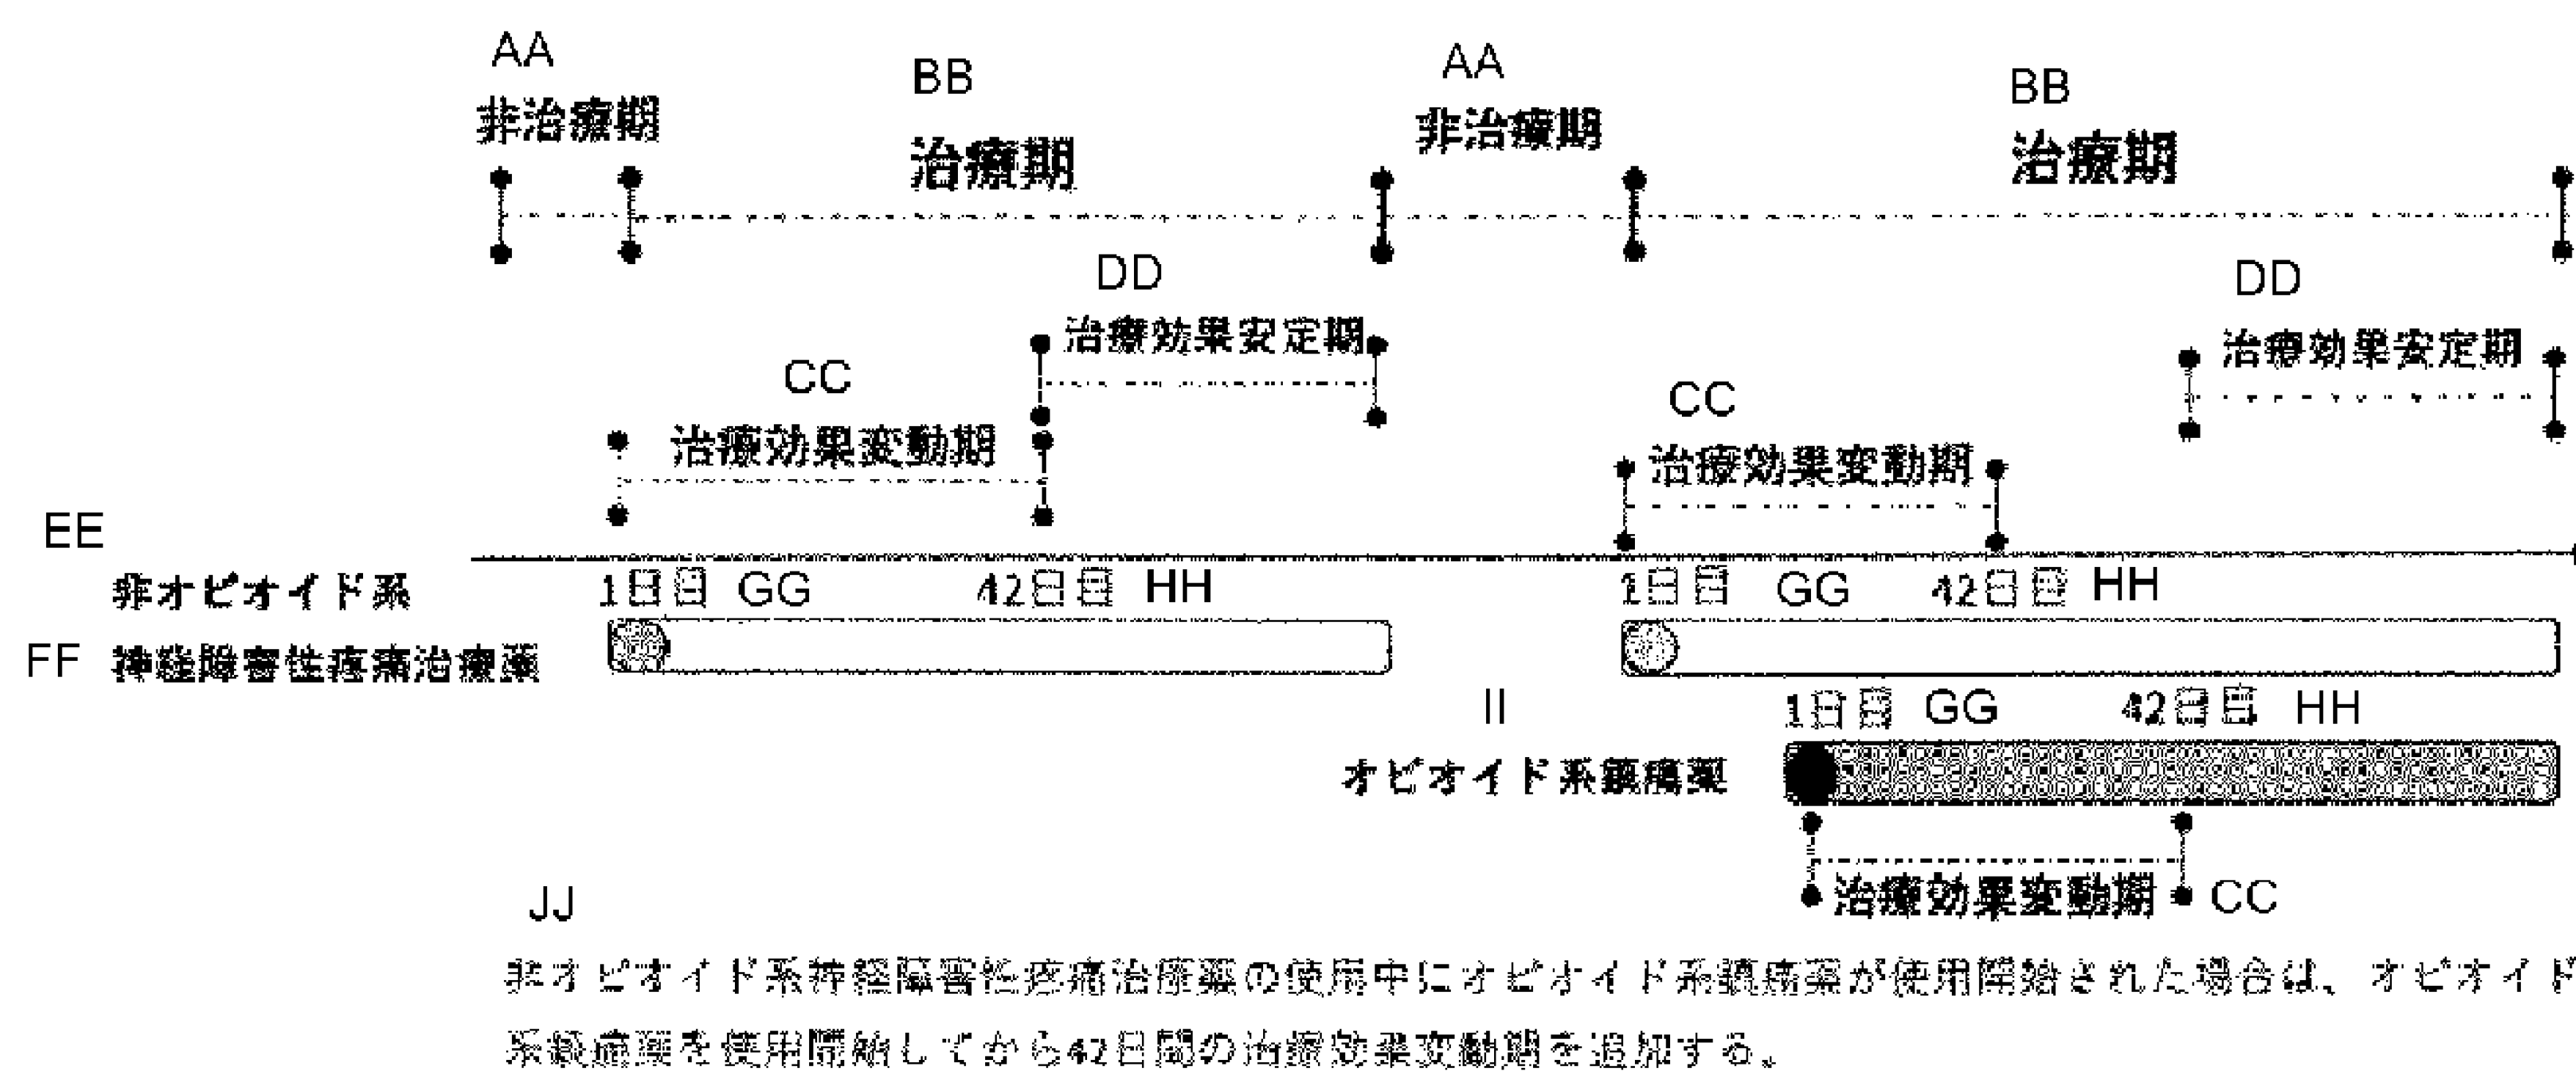 AA
非治療期
BB
治療期
AA
非治療期
BB
治療期
DD
治療効果安定期
DD
治療効果安定期
CC
治療効果変動期
CC
治療効果変動期
EE
非オピオイド系
1日目 GG 42日目 HH
1日目 GG 42日目 HH
FF 神経障害性疼痛治療薬
II
オピオイド系鎮痛薬
1日目 GG 42日目 HH
治療効果変動期 CC
JJ
非オピオイド系神経障害性疼痛治療薬の使用中にオピオイド系鎮痛薬が使用開始された場合は、オピオイド
系鎮痛薬を使用開始してから42日間の治療効果変動期を追加する。